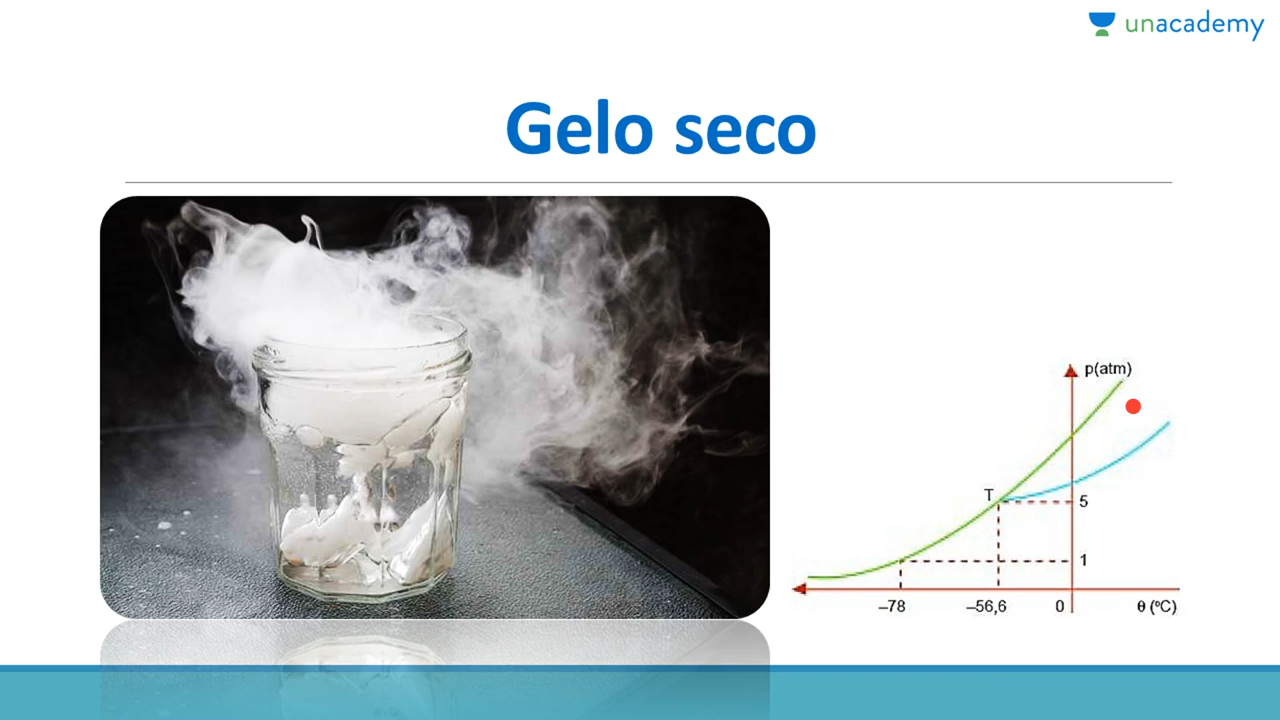 unacademy
Gelo seco
p(atm)
T
5
1
–78
–56,6
0
θ (ºC)